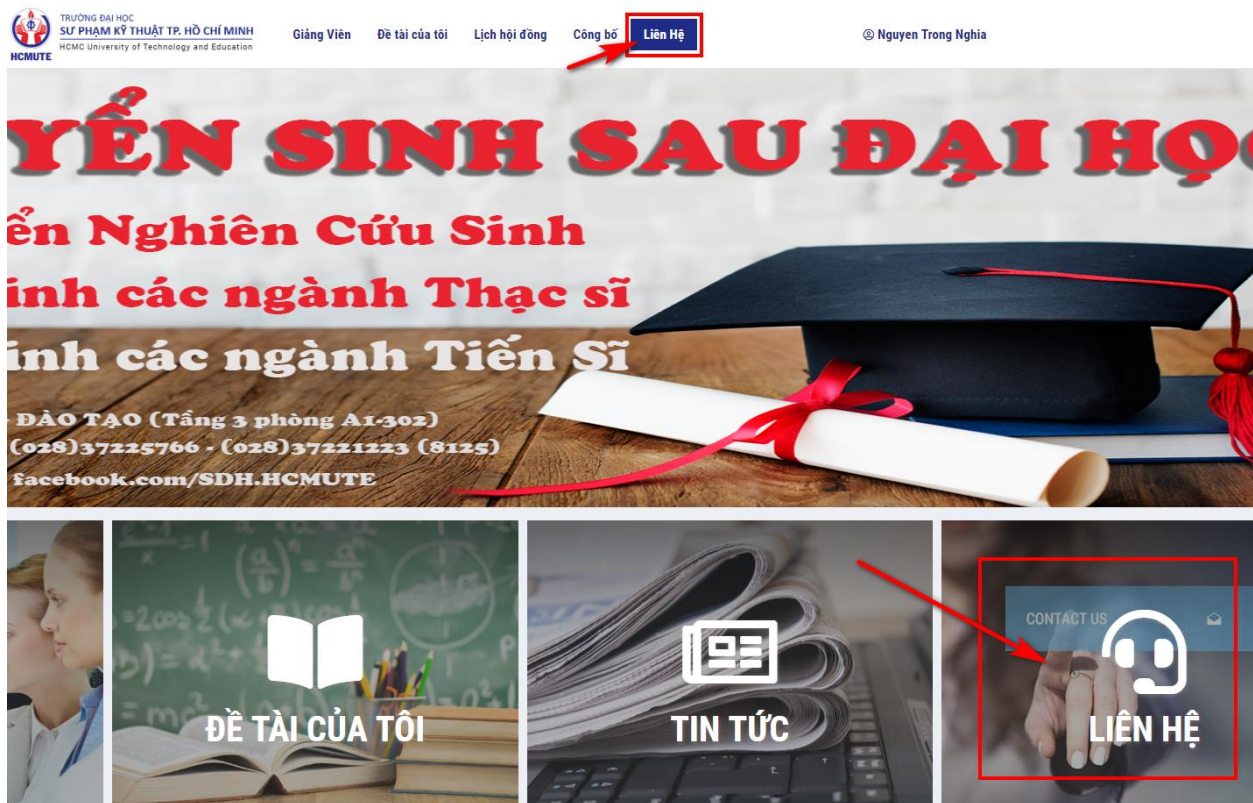 TRƯỜNG ĐẠI HỌC
SƯ PHẠM KỸ THUẬT TP. HỒ CHÍ MINH
HCMC University of Technology and Education
HCMUTE
Giảng Viên Đề tài của tôi Lịch hội đồng Công bố Liên Hệ
Nguyen Trong Nghia
YỂN SINH SAU ĐẠI HỌC
ển Nghiên Cứu Sinh
inh các ngành Thạc sĩ
inh các ngành Tiến Sĩ
ĐÀO TẠO (Tầng 3 phòng A1-302)
(028)37225766 - (028)37221223 (8125)
facebook.com/SDH.HCMUTE
CONTACT US
ĐỀ TÀI CỦA TÔI
TIN TỨC
LIÊN HỆ